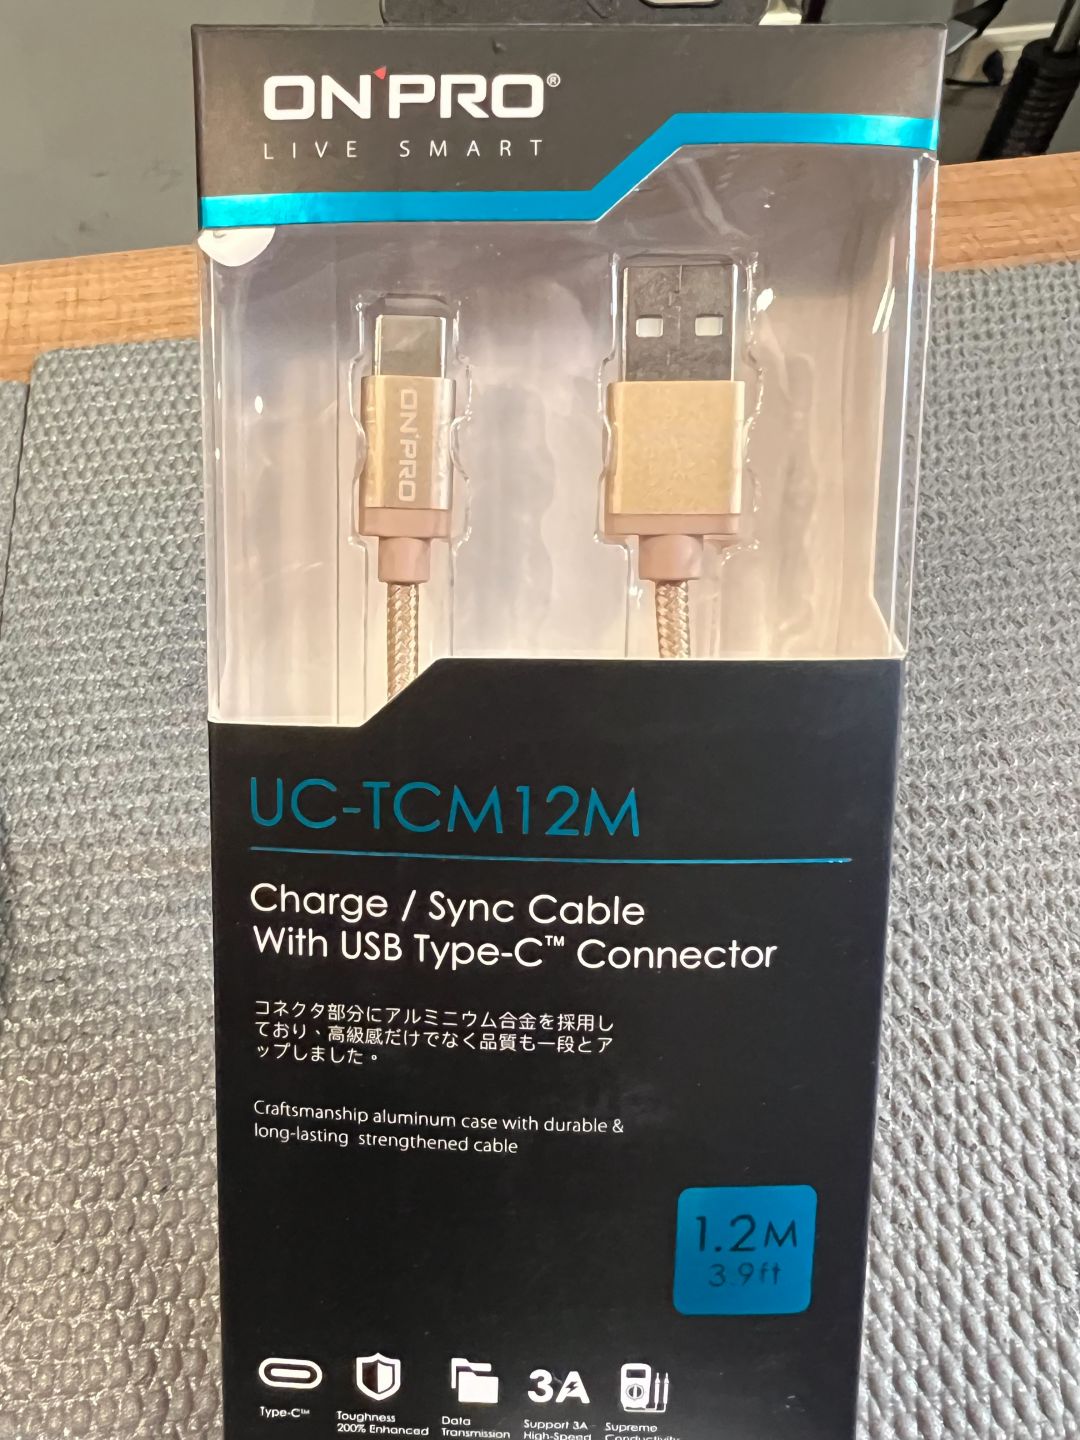 ON'PRO®
LIVE SMART
ON'PRO
UC-TCM12M
Charge / Sync Cable
With USB Type-C™ Connector
コネクタ部分にアルミニウム合金を採用し
ており、高級感だけでなく品質も一段とア
ップしました。
Craftsmanship aluminum case with durable &
long-lasting strengthened cable
1.2M
3.9ft
3A
Type-C™
Toughness
200% Enhanced
Data
Transmission
Support 3A
High-Speed
Supreme
Conductivity